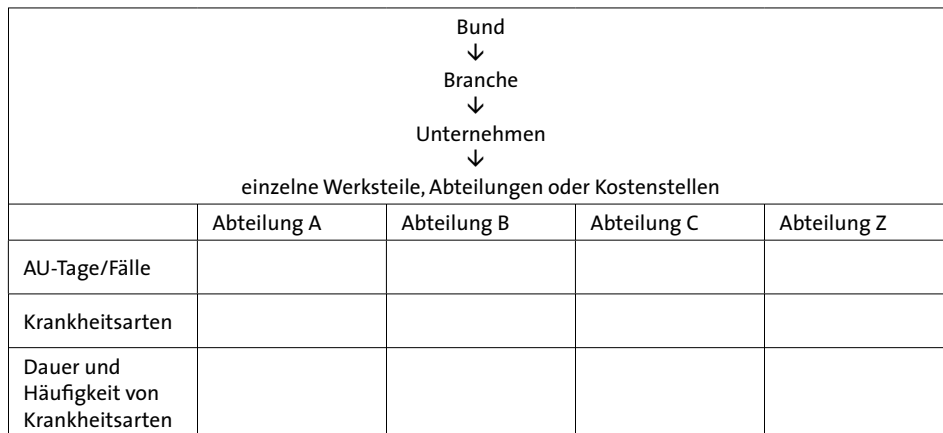 Bund
↓
Branche
↓
Unternehmen
↓
einzelne Werksteile, Abteilungen oder Kostenstellen
Abteilung A Abteilung B Abteilung C Abteilung Z
AU-Tage/Fälle
Krankheitsarten
Dauer und
Häufigkeit von
Krankheitsarten